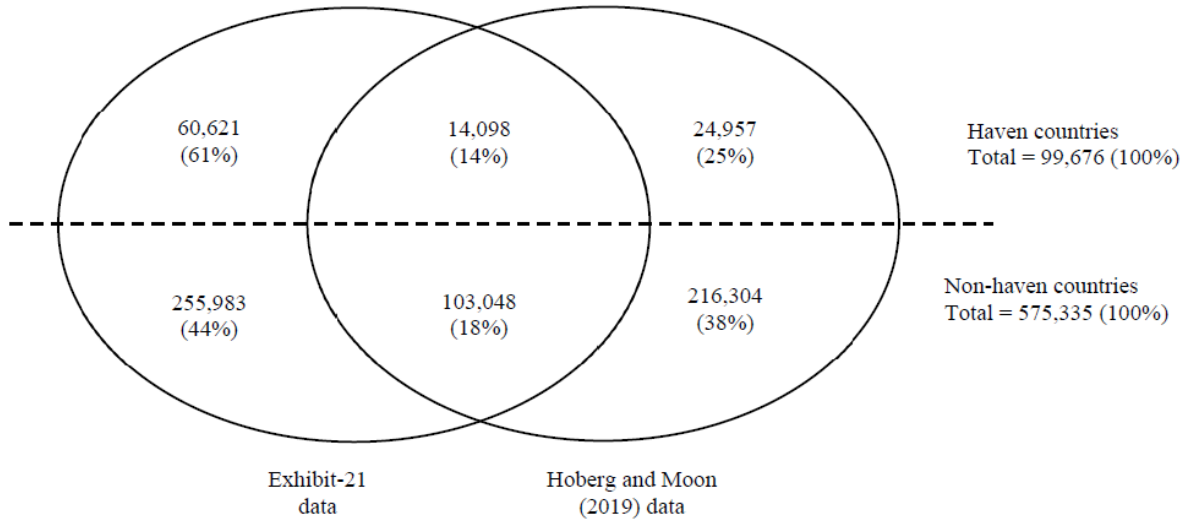 60,621
(61%)
14,098
(14%)
24,957
(25%)
Haven countries
Total = 99,676 (100%)
255,983
(44%)
103,048
(18%)
216,304
(38%)
Non-haven countries
Total = 575,335 (100%)
Exhibit-21
data
Hoberg and Moon
(2019) data